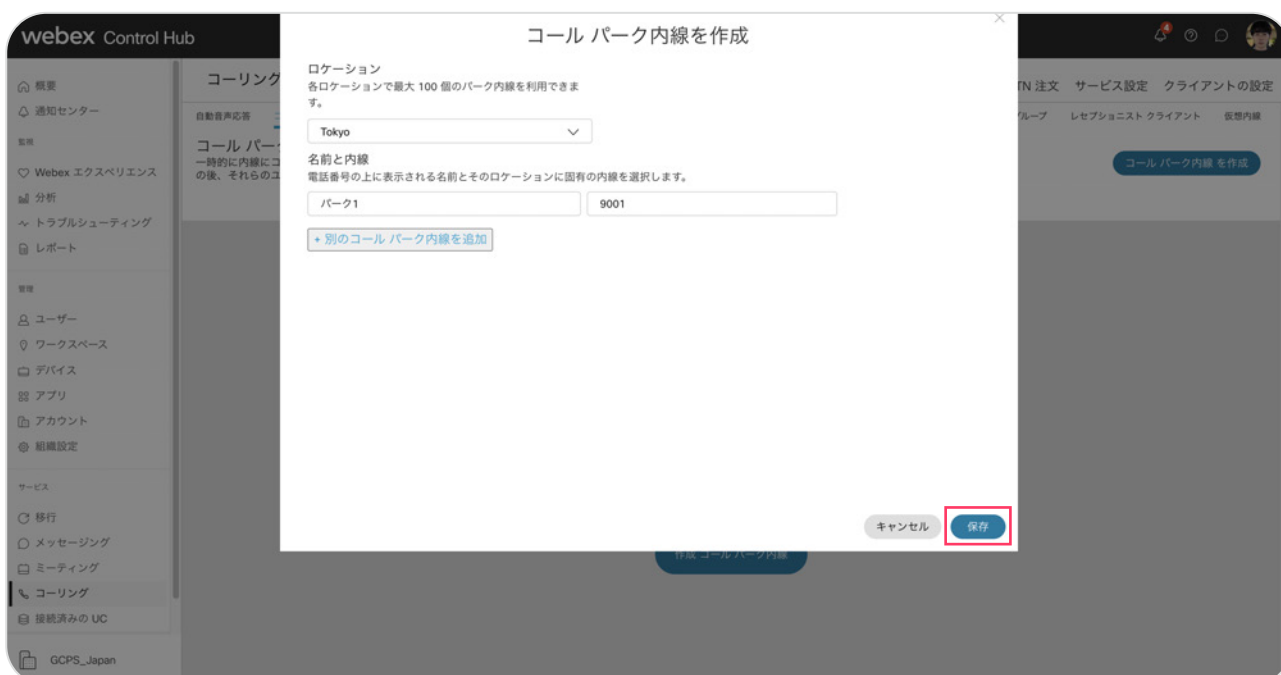 webex Control Hub
コール パーク内線を作成
4
概要
通知センター
監視
Webex エクスペリエンス
分析
トラブルシューティング
レポート
管理
ユーザー
ワークスペース
デバイス
アプリ
アカウント
組織設定
サービス
移行
メッセージング
ミーティング
コーリング
接続済みの UC
GCPS_Japan
コーリング
TN 注文 サービス設定 クライアントの設定
自動音声応答
ループ レセプショニスト クライアント 仮想内線
コール パー
一時的に内線にコ
の後、それらのユ
コール パーク内線 を作成
ロケーション
各ロケーションで最大 100 個のパーク内線を利用できま
す。
Tokyo
名前と内線
電話番号の上に表示される名前とそのロケーションに固有の内線を選択します。
パーク1 9001
+ 別のコール パーク内線を追加
キャンセル 保存
作成 コール パーク内線